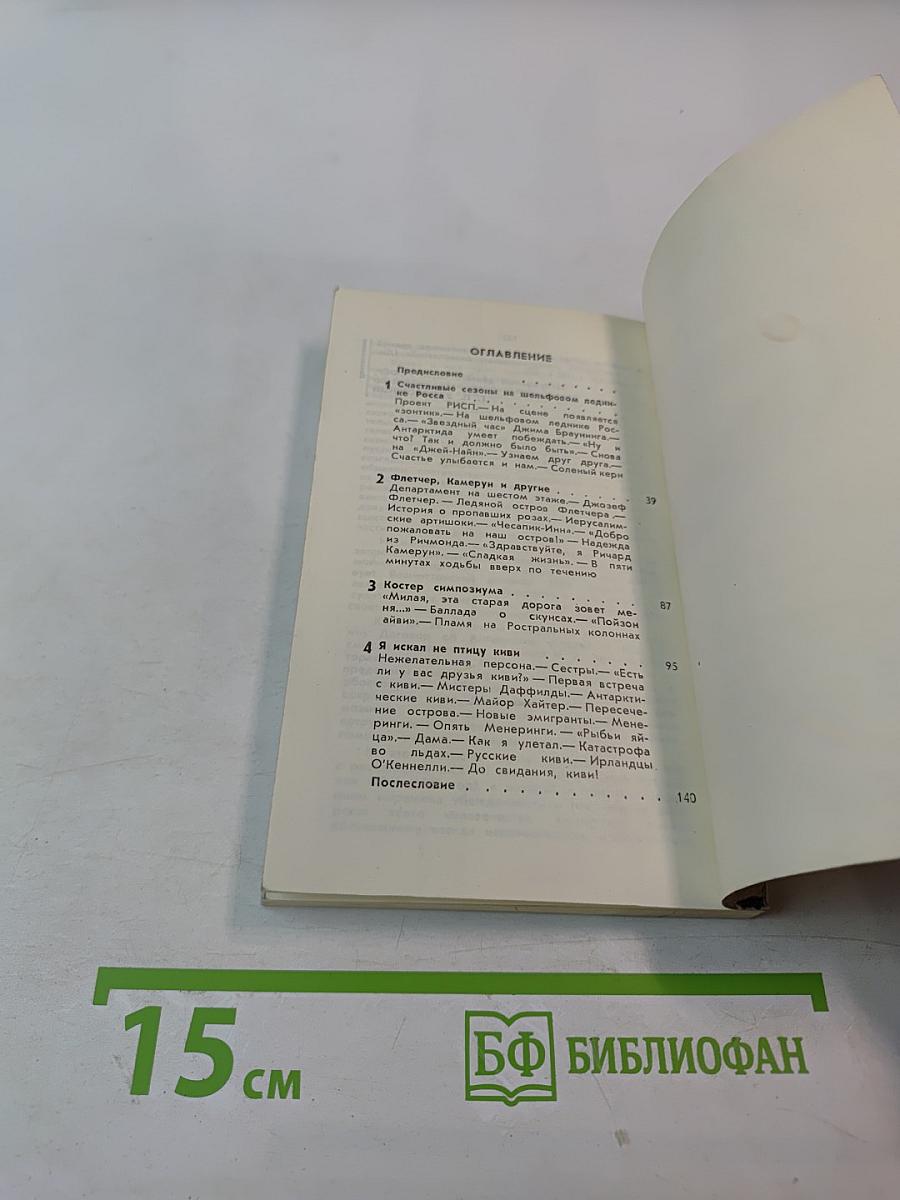 ОГЛАВЛЕНИЕ
Предисловие . . . . . . .
1 Счастливые сезоны на шельфовом ледни-
ке Росса . . . . . . . . . . .
Проект РИСП.— На сцене появляется
«зонтик».— На шельфовом леднике Рос-
са.— «Звездный час» Джима Браунинга.—
Антарктида умеет побеждать.— «Ну и
что? Так и должно было быть».— Снова
на «Джей-Найн».— Узнаем друг друга.—
Счастье улыбается и нам.— Соленый керн
2 Флетчер, Камерун и другие . . . . . . 39
Департамент на шестом этаже.— Джозеф
Флетчер. — Ледяной остров Флетчера .—
История о пропавших розах.— Иерусалим-
ские артишоки.— «Чесапик-Инн».— «Добро
пожаловать на наш остров!» — Надежда
из Ричмонда.— «Здравствуйте, я Ричард
Камерун». — «Сладкая жизнь».— В пяти
минутах ходьбы вверх по течению
3 Костер симпозиума . . . . . . . . . 87
«Милая, эта старая дорога зовет ме-
ня...» — Баллада о скунсах.— «Пойзон
айви».— Пламя на Ростральных колоннах
4 Я искал не птицу киви . . . . . . . 95
Нежелательная персона.— Сестры.— «Есть
ли у вас друзья киви?» — Первая встреча
с киви.— Мистеры Даффилды.— Антаркти-
ческие киви.— Майор Хайтер.— Пересече-
ние острова.— Новые эмигранты.— Мене-
ринги. — Опять Менеринги. — «Рыбьи яй-
ца».— Дама.— Как я улетал.— Катастрофа
во льдах.— Русские киви.— Ирландцы
О'Кеннелли.— До свидания, киви!
Послесловие . . . . . . . . . . . . . 140
15 см
БФ БИБЛИОФАН